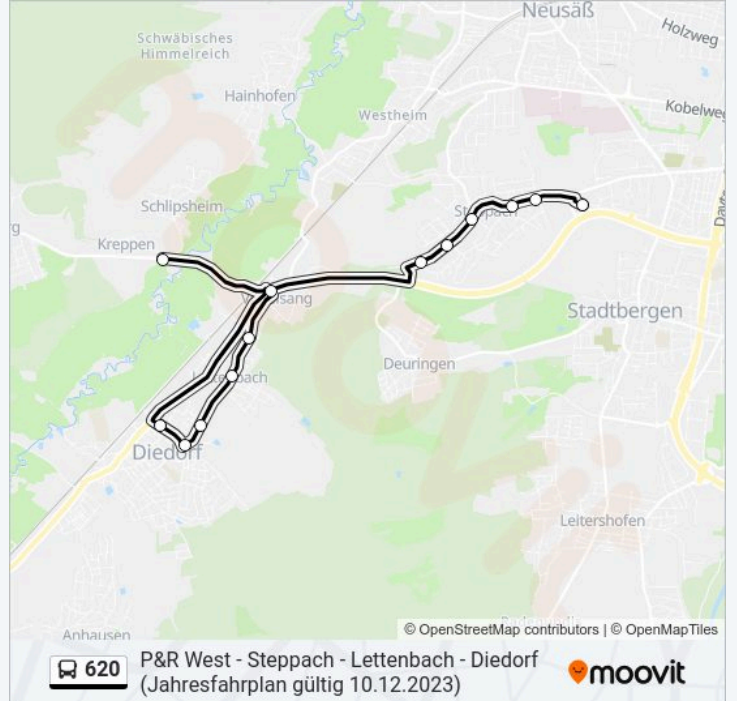 Neusäß
Holzweg
Schwäbisches
Himmelreich
Hainhofen
Kobelweg
Westheim
Schlipsheim
Steppach
Kreppen
Stadtbergen
Deuringen
Lettenbach
Diedorf
Leitershofen
© OpenStreetMap contributors | © OpenMapTiles
Anhausen
620
P&R West - Steppach - Lettenbach - Diedorf
(Jahresfahrplan gültig 10.12.2023)
moovit